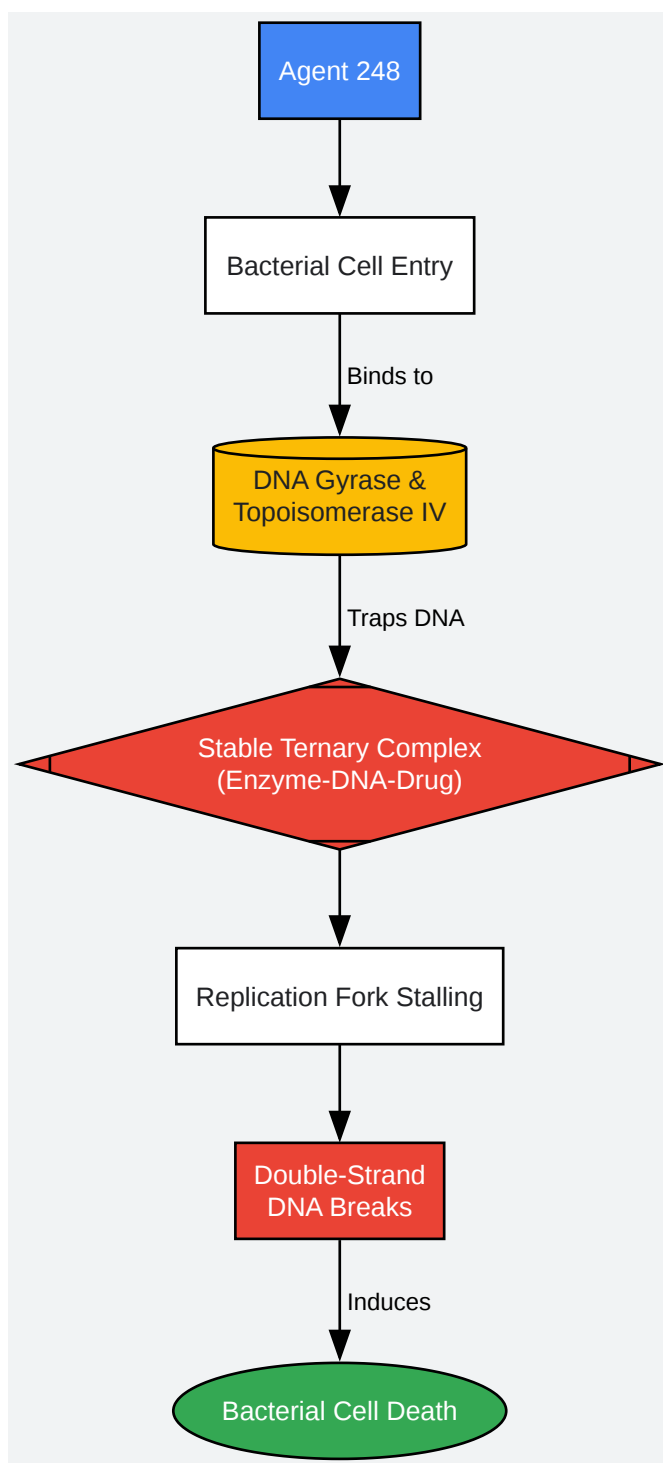 Agent 248
Bacterial Cell Entry
Binds to
DNA Gyrase &
Topoisomerase IV
Traps DNA
Stable Ternary Complex
(Enzyme-DNA-Drug)
Replication Fork Stalling
Double-Strand
DNA Breaks
Induces
Bacterial Cell Death